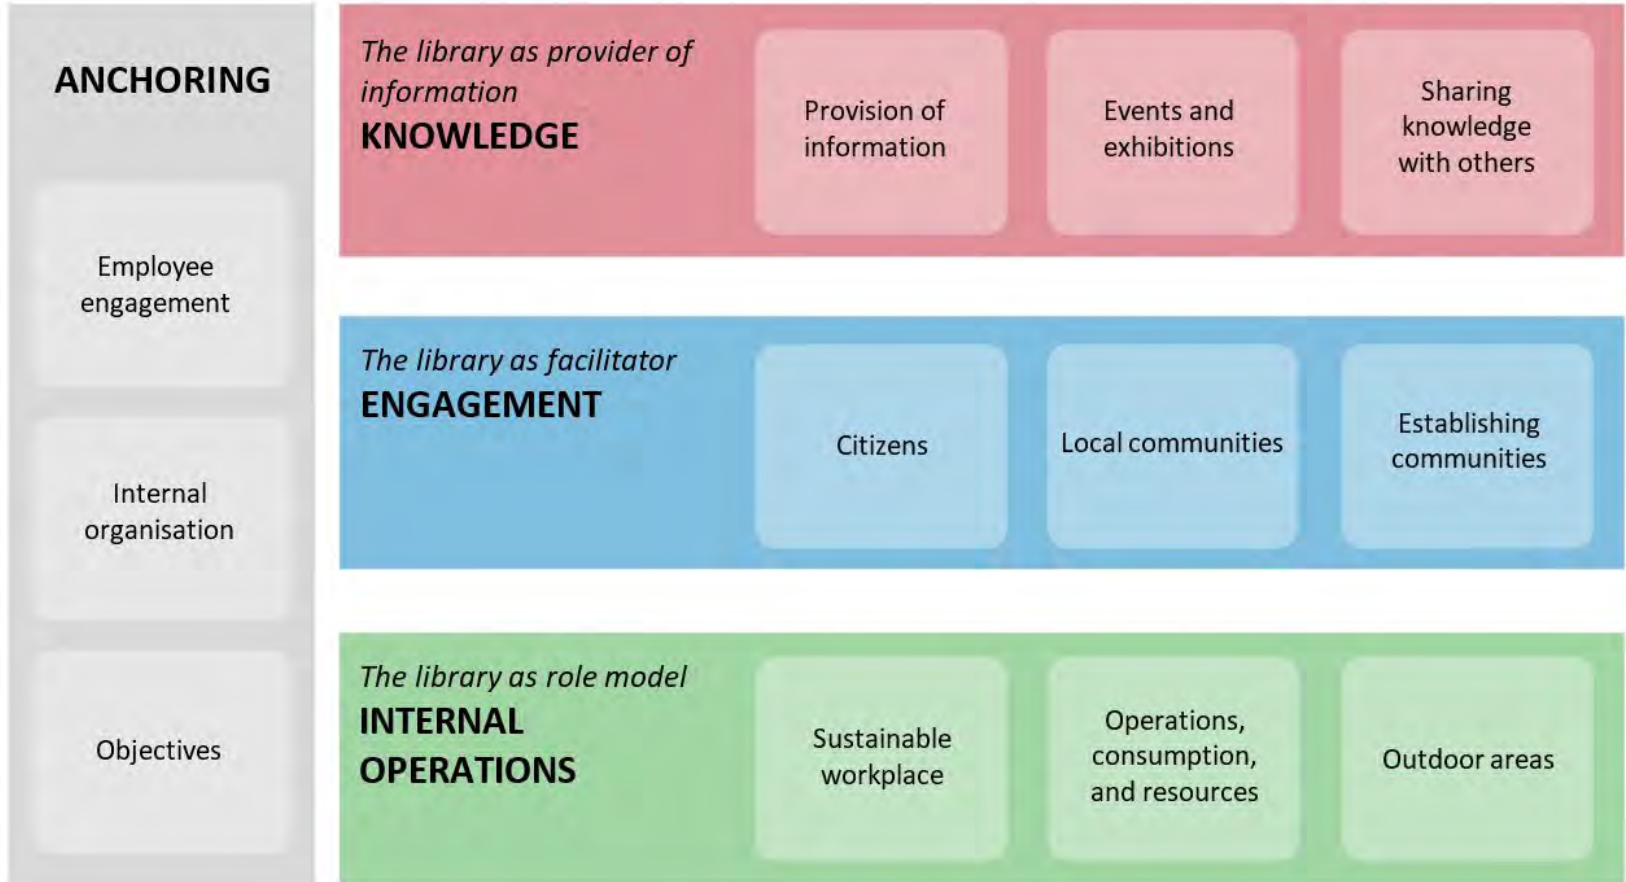 ANCHORING
Employee
engagement
Internal
organisation
Objectives
The library as provider of
information
KNOWLEDGE
Provision of
information
Events and
exhibitions
Sharing
knowledge
with others
The library as facilitator
ENGAGEMENT
Citizens
Local communities
Establishing
communities
The library as role model
INTERNAL
OPERATIONS
Sustainable
workplace
Operations,
consumption,
and resources
Outdoor areas